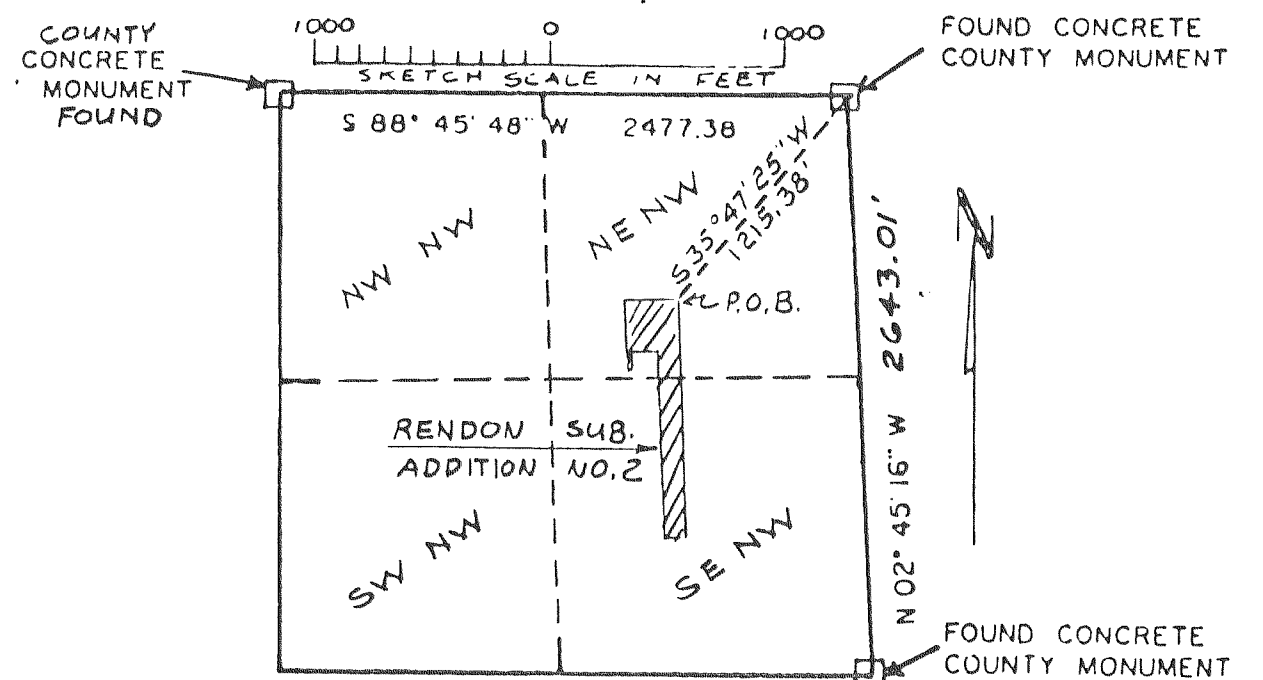 COUNTY
CONCRETE
MONUMENT
FOUND
1000 0 1000
SKETCH SCALE IN FEET
FOUND CONCRETE
COUNTY MONUMENT
S 88° 45' 48" W 2477.38
S 35° 47' 25" W
1215.38'
NW NW
NE NW
P.O.B.
N 02° 45' 16" W 2643.01'
N
RENDON SUB.
ADDITION NO. 2
SW NW
SE NW
FOUND CONCRETE
COUNTY MONUMENT